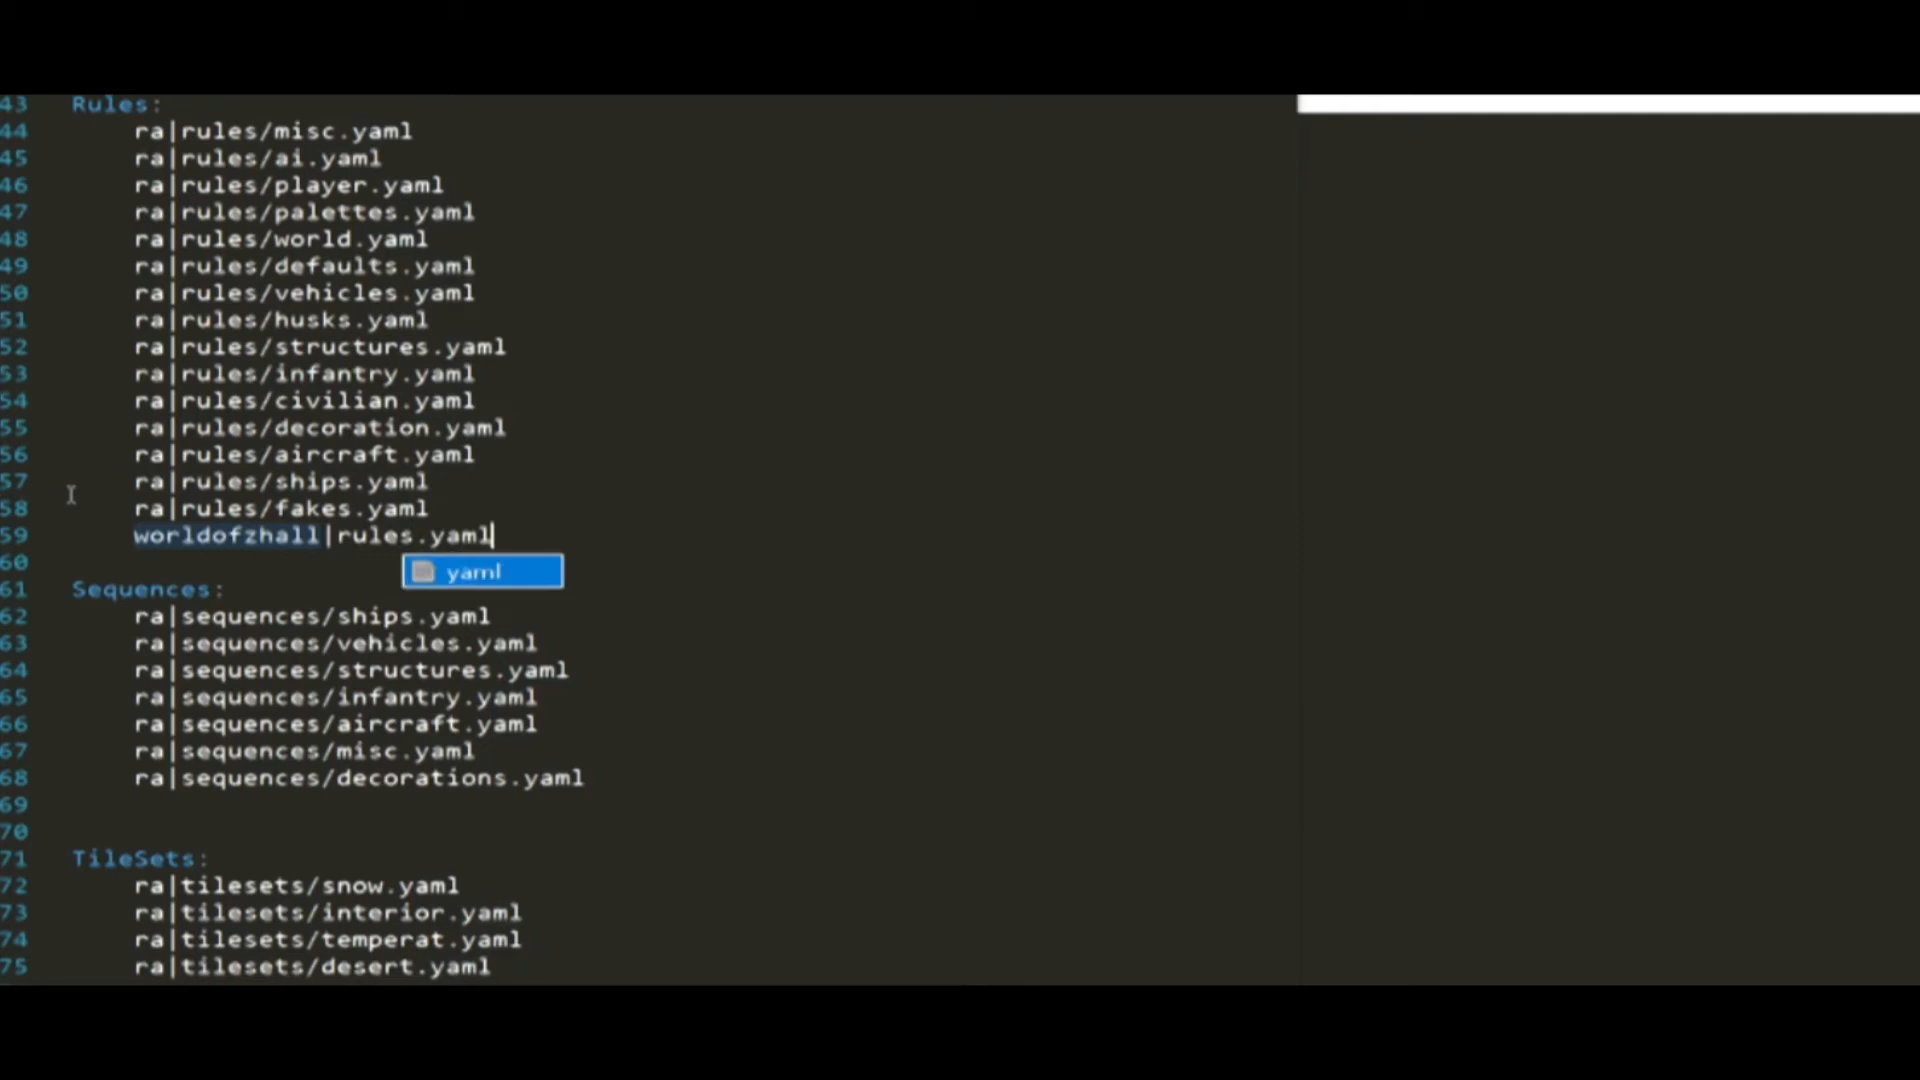 43 Rules:
44 ra|rules/misc.yaml
45 ra|rules/ai.yaml
46 ra|rules/player.yaml
47 ra|rules/palettes.yaml
48 ra|rules/world.yaml
49 ra|rules/defaults.yaml
50 ra|rules/vehicles.yaml
51 ra|rules/husks.yaml
52 ra|rules/structures.yaml
53 ra|rules/infantry.yaml
54 ra|rules/civilian.yaml
55 ra|rules/decoration.yaml
56 ra|rules/aircraft.yaml
57 ra|rules/ships.yaml
58 ra|rules/fakes.yaml
59 worldofzhall|rules.yaml
60 yaml
61 Sequences:
62 ra|sequences/ships.yaml
63 ra|sequences/vehicles.yaml
64 ra|sequences/structures.yaml
65 ra|sequences/infantry.yaml
66 ra|sequences/aircraft.yaml
67 ra|sequences/misc.yaml
68 ra|sequences/decorations.yaml
69
70
71 TileSets:
72 ra|tilesets/snow.yaml
73 ra|tilesets/interior.yaml
74 ra|tilesets/temperat.yaml
75 ra|tilesets/desert.yaml